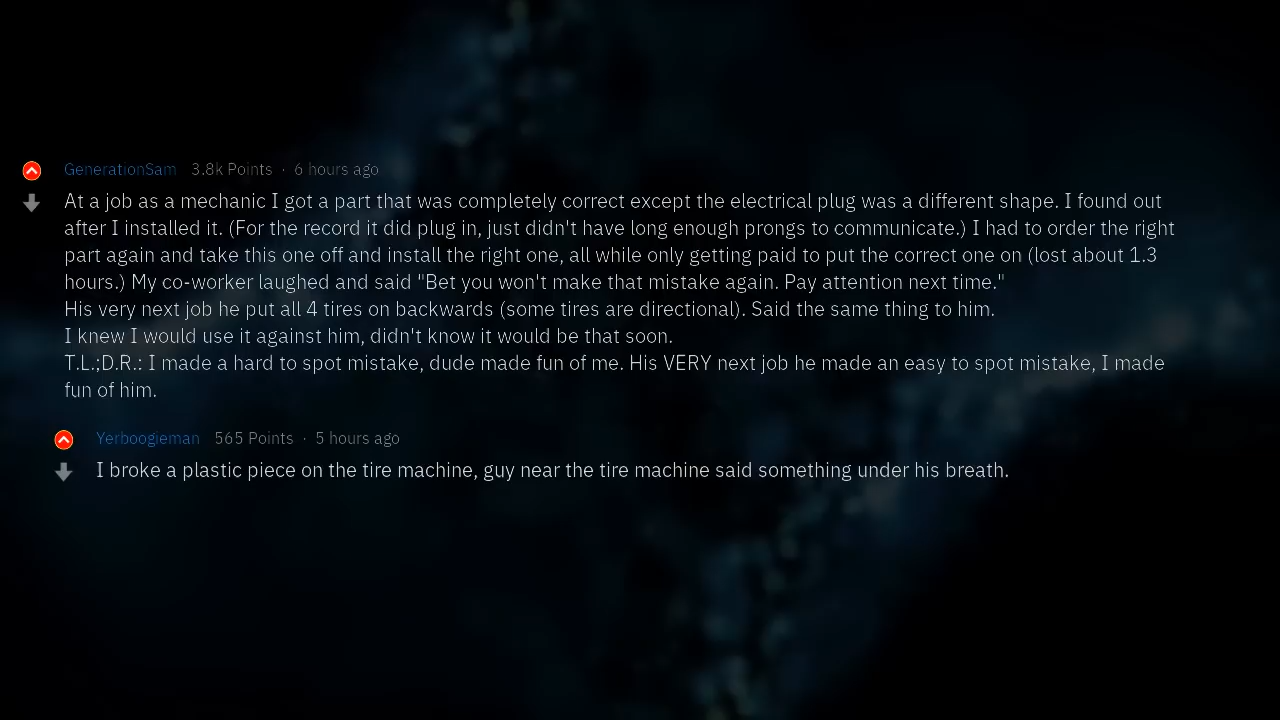 GenerationSam 3.8k Points · 6 hours ago
At a job as a mechanic I got a part that was completely correct except the electrical plug was a different shape. I found out
after I installed it. (For the record it did plug in, just didn't have long enough prongs to communicate.) I had to order the right
part again and take this one off and install the right one, all while only getting paid to put the correct one on (lost about 1.3
hours.) My co-worker laughed and said "Bet you won't make that mistake again. Pay attention next time."
His very next job he put all 4 tires on backwards (some tires are directional). Said the same thing to him.
I knew I would use it against him, didn't know it would be that soon.
T.L.;D.R.: I made a hard to spot mistake, dude made fun of me. His VERY next job he made an easy to spot mistake, I made
fun of him.
Yerboogieman 565 Points · 5 hours ago
I broke a plastic piece on the tire machine, guy near the tire machine said something under his breath.